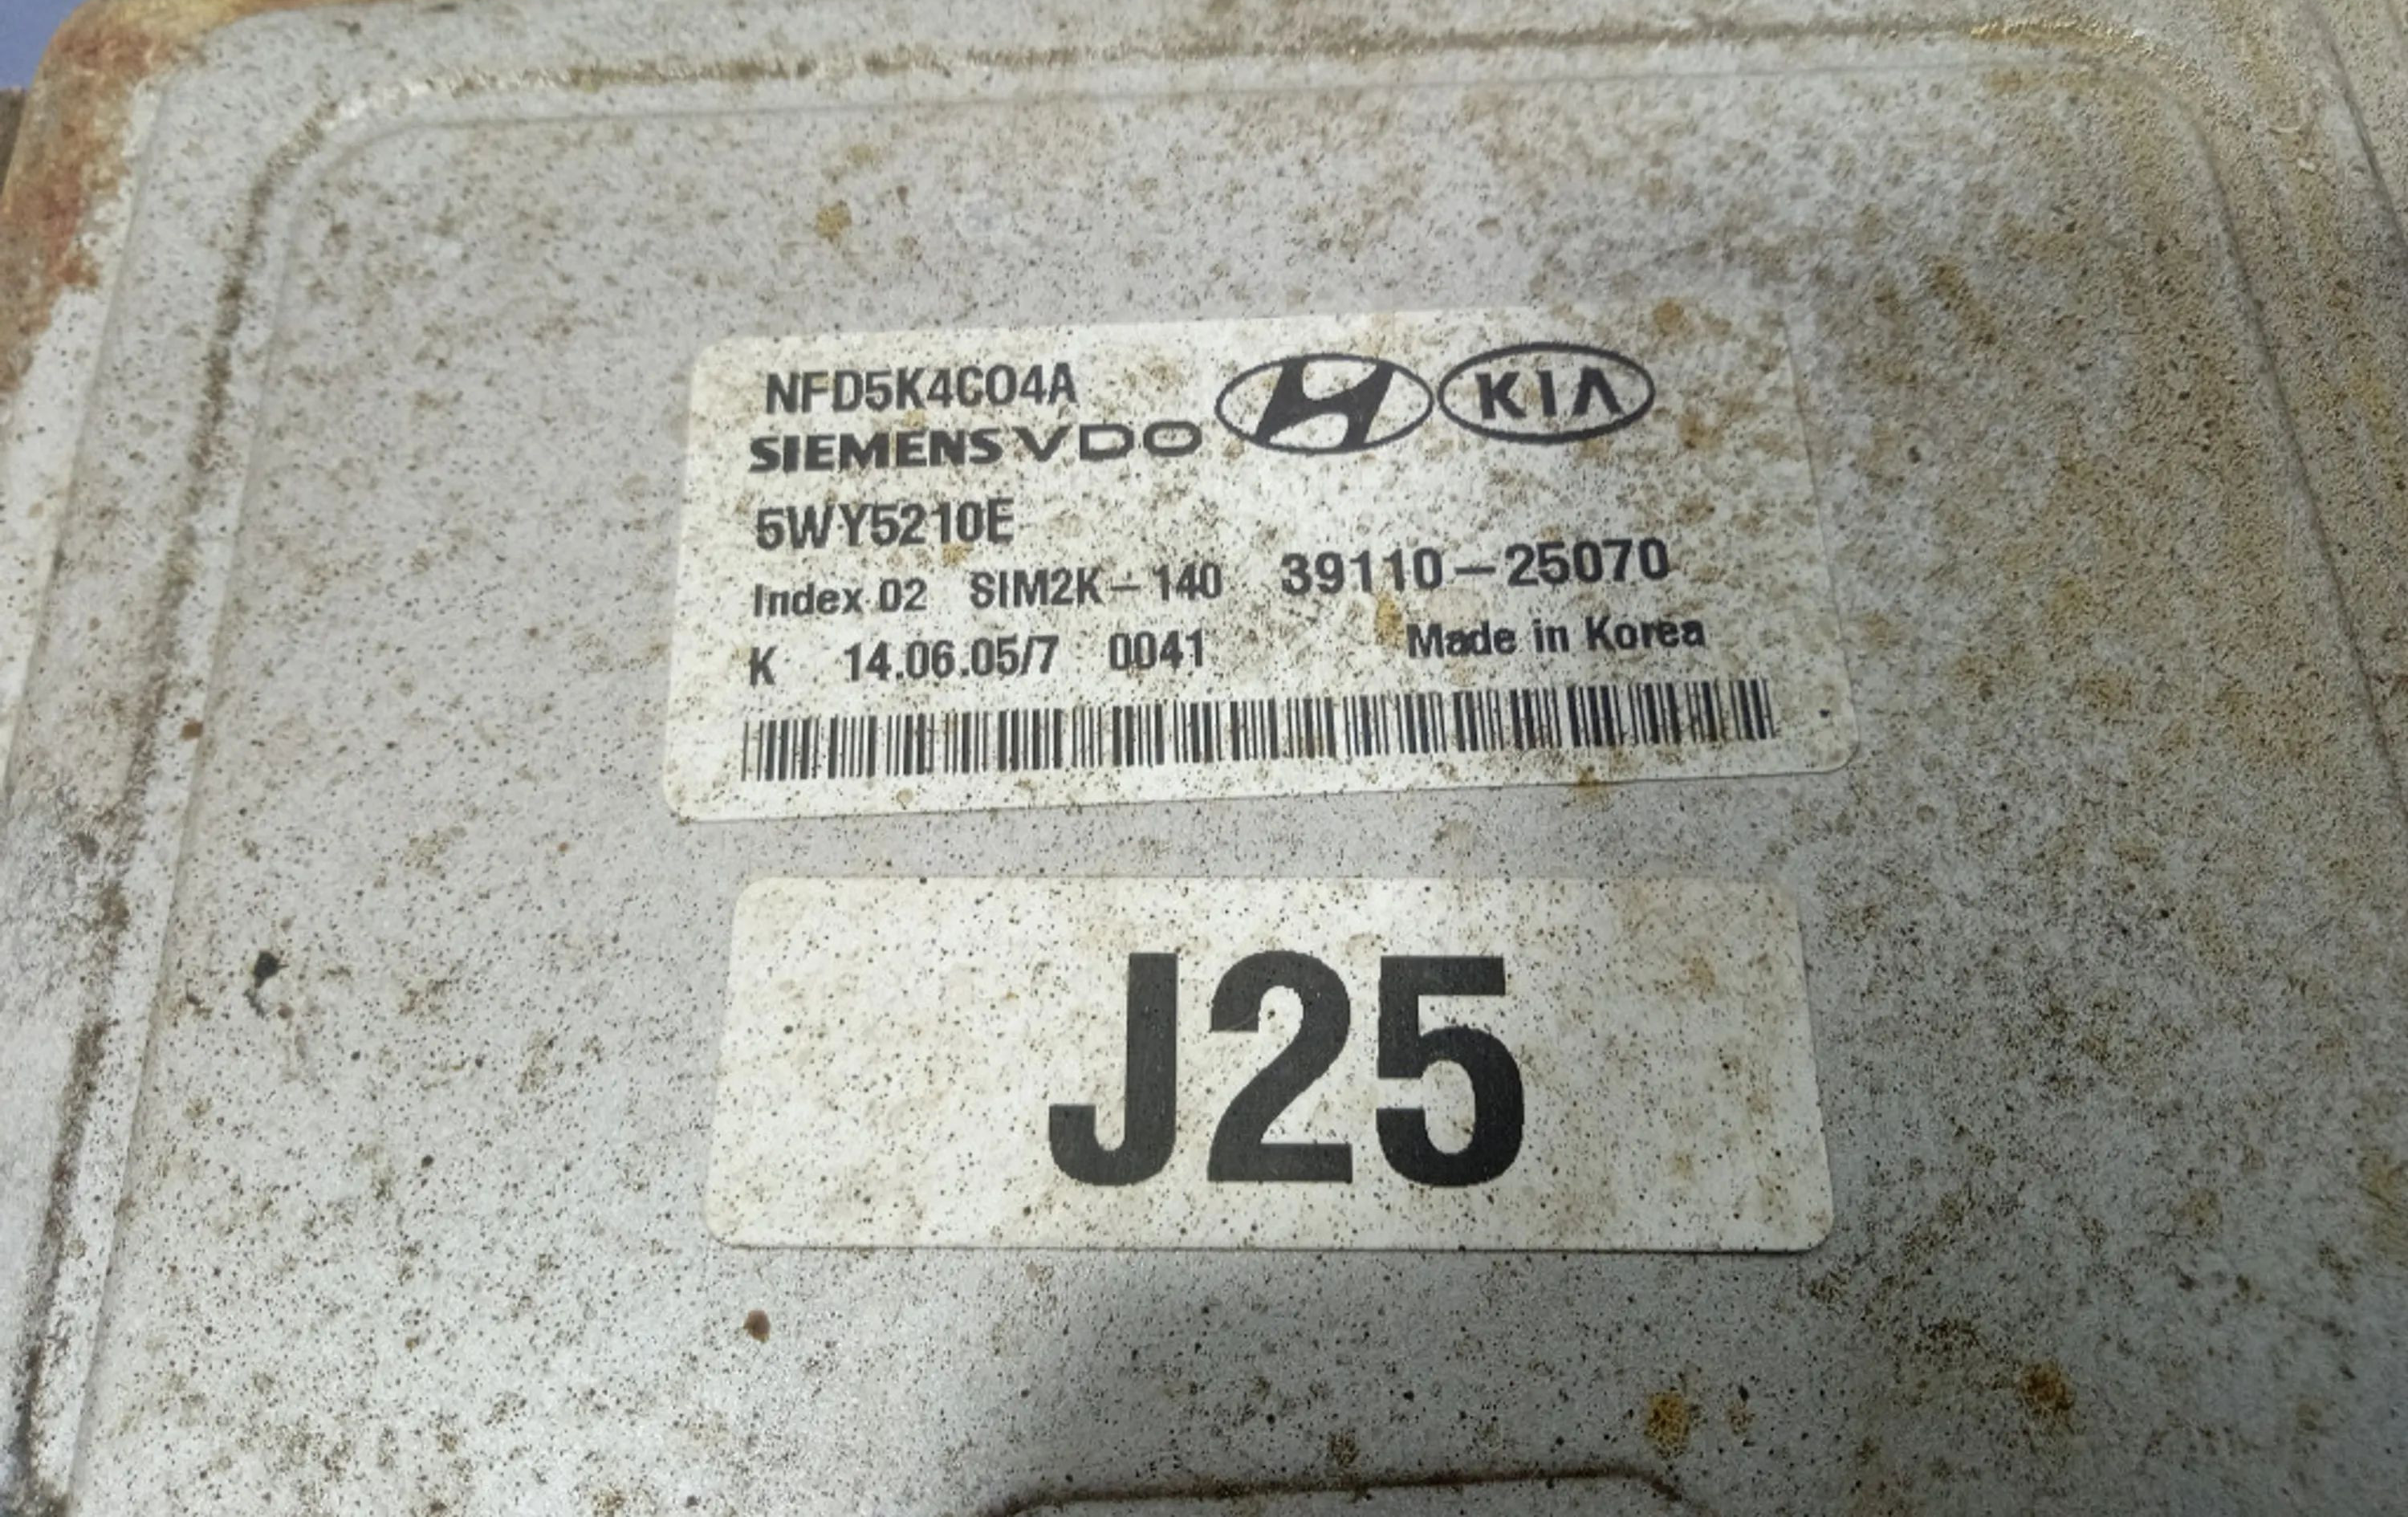 NFD5K4C04A
SIEMENS VDO H KIA
5WY5210E
Index 02 SIM2K-140 39110-25070
K 14.06.05/7 0041 Made in Korea
J25